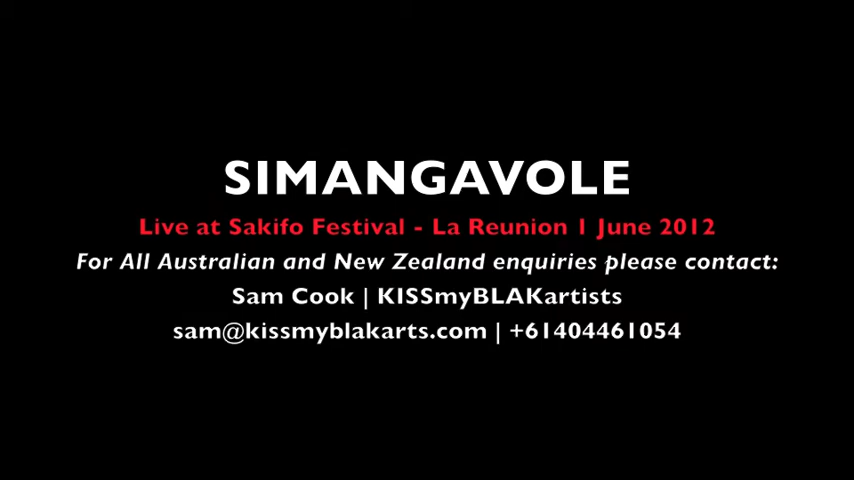 SIMANGAVOLE
Live at Sakifo Festival - La Reunion 1 June 2012
For All Australian and New Zealand enquiries please contact:
Sam Cook | KISSmyBLAKartists
sam@kissmyblakarts.com | +61404461054